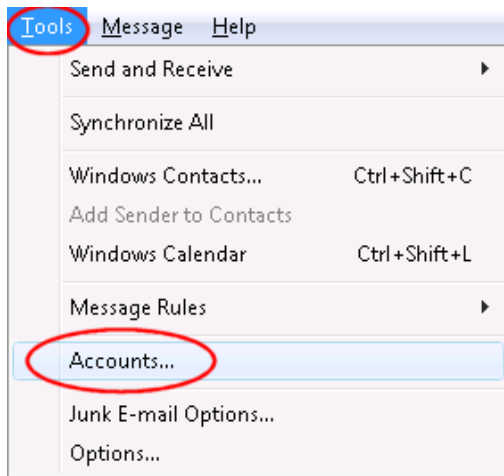 Tools Message Help
Send and Receive
Synchronize All
Windows Contacts... Ctrl+Shift+C
Add Sender to Contacts
Windows Calendar Ctrl+Shift+L
Message Rules
Accounts...
Junk E-mail Options...
Options...